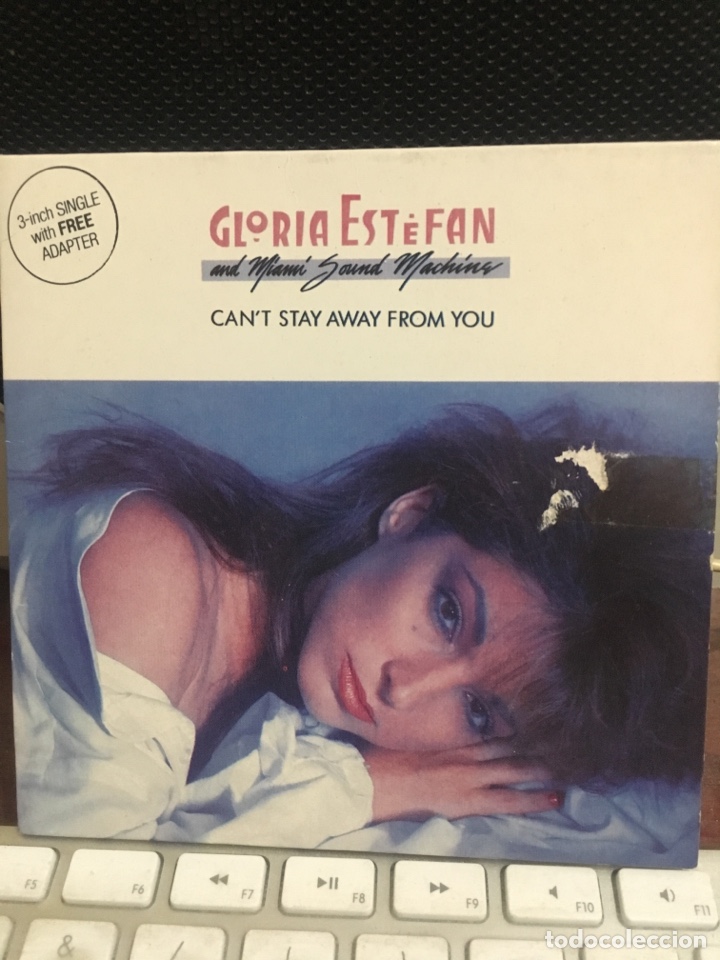 3-inch SINGLE
with FREE
ADAPTER
GLORIA ESTEFAN
and Miami Sound Machine
CAN'T STAY AWAY FROM YOU
F5
F6
F7
F8
F9
F10
F11
&
/
(
)
=
todocoleccion